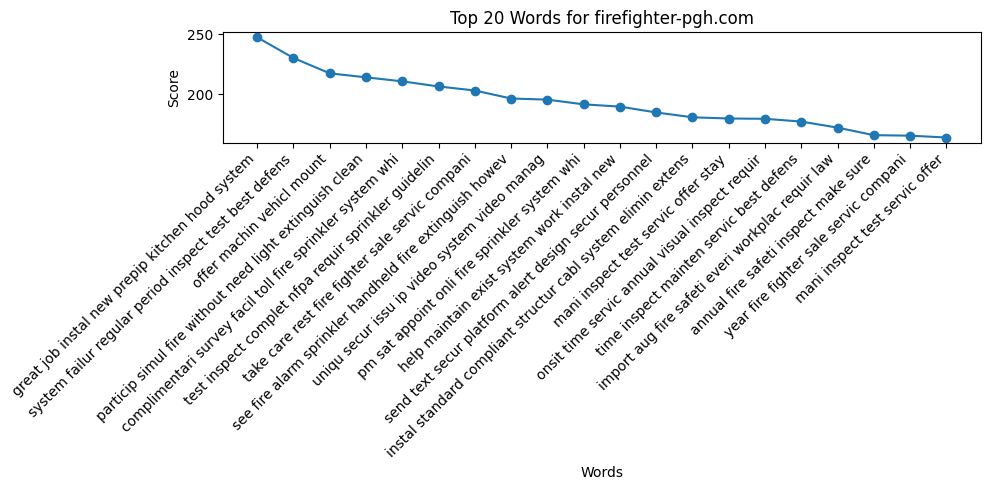 Top 20 Words for firefighter-pgh.com
250
200
Score
great job instal new prepip kitchen hood system
system failur regular period inspect test best defens
offer machin vehicl mount
particip simul fire without need light extinguish clean
complimentari survey facil toll fire sprinkler system whi
test inspect complet nfpa requir sprinkler guidelin
take care rest fire fighter sale servic compani
see fire alarm sprinkler handheld fire extinguish howev
uniqu secur issu ip video system video manag
pm sat appoint onli fire sprinkler system whi
help maintain exist system work instal new
send text secur platform alert design secur personnel
instal standard compliant structur cabl system elimin extens
mani inspect test servic offer stay
onsit time servic annual visual inspect requir
time inspect mainten servic best defens
import aug fire safeti everi workplac requir law
annual fire safeti inspect make sure
year fire fighter sale servic compani
mani inspect test servic offer
Words